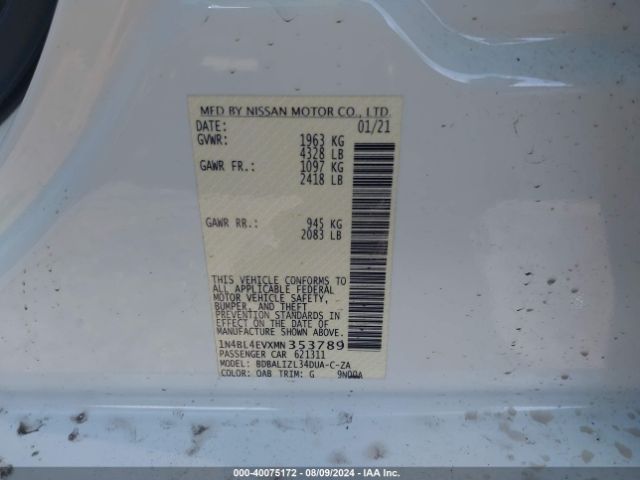 MFD BY NISSAN MOTOR CO., LTD.
DATE: 01/21
GVWR: 1963 KG
4328 LB
GAWR FR.: 1097 KG
2418 LB
GAWR RR.: 945 KG
2083 LB
THIS VEHICLE CONFORMS TO
ALL APPLICABLE FEDERAL
MOTOR VEHICLE SAFETY,
BUMPER, AND THEFT
PREVENTION STANDARDS IN
EFFECT ON THE DATE OF
MANUFACTURE SHOWN ABOVE.
1N4BL4EVXMN353789
PASSENGER CAR 621311
MODEL: BDBALIZL34DUA-C-ZA
COLOR: QAB TRIM: G
000-40075172 - 08/09/2024 - IAA Inc.